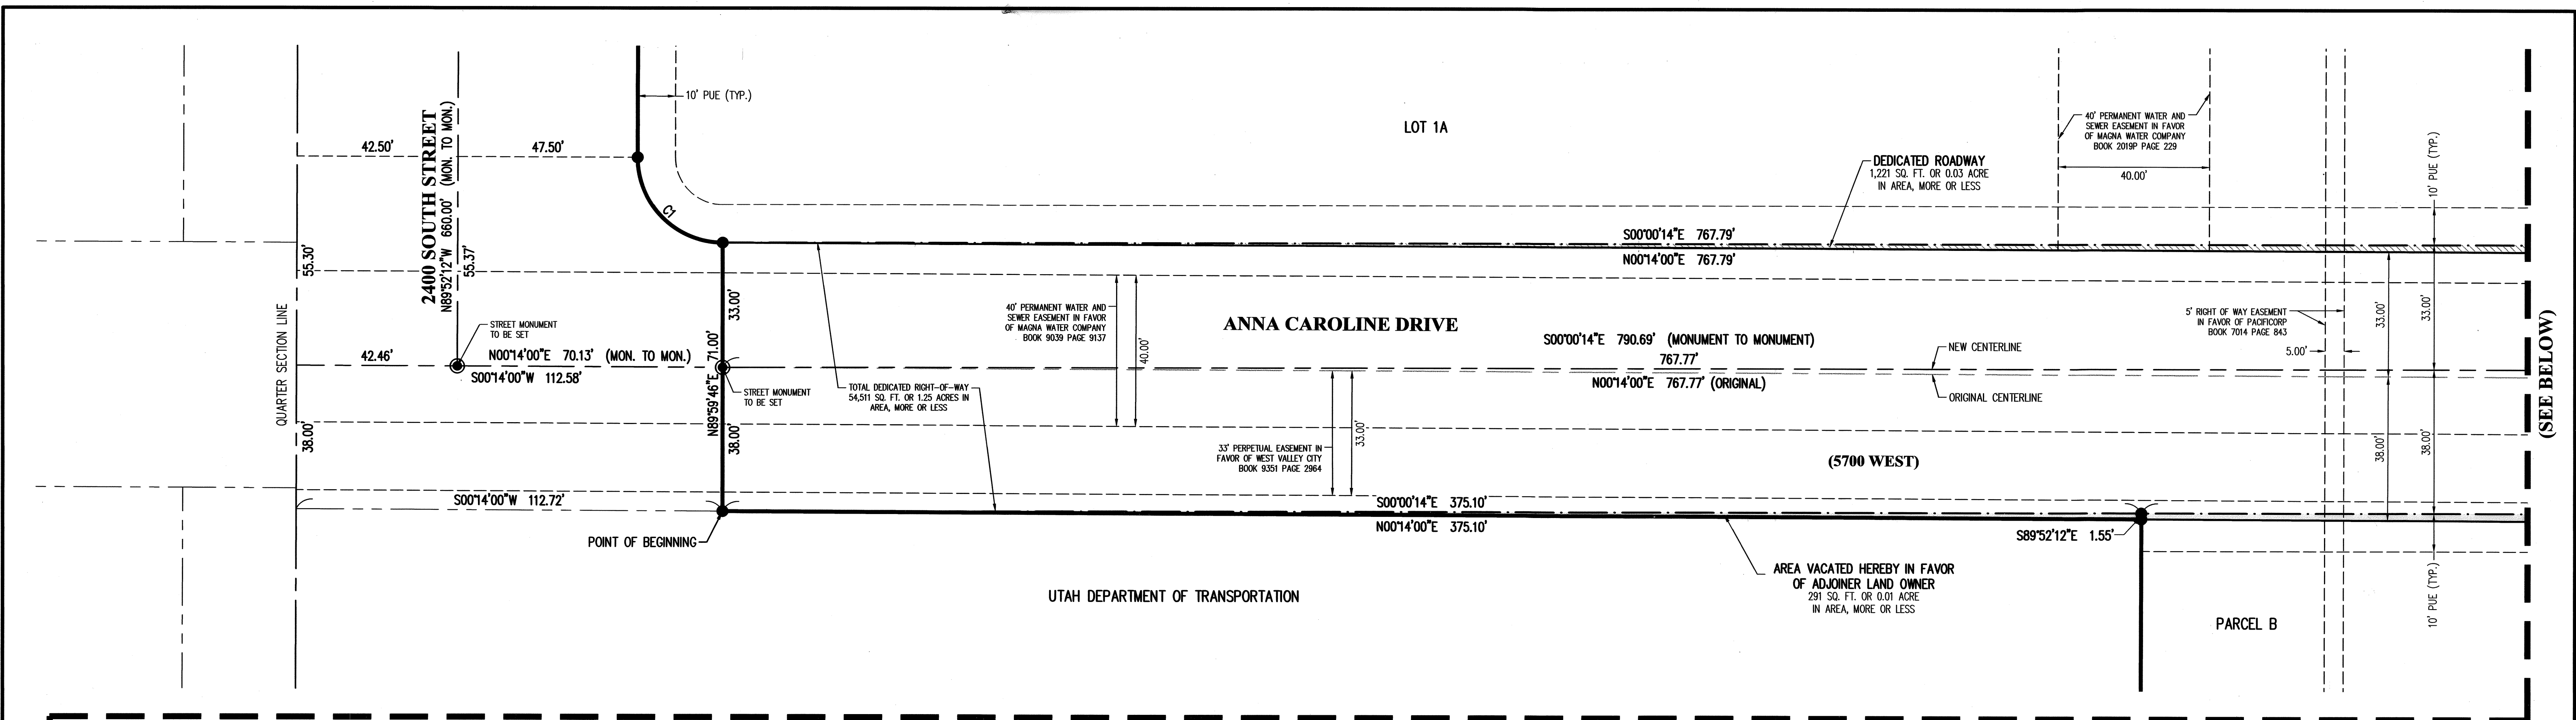 10' PUE (TYP.)
LOT 1A
42.50'
47.50'
2400 SOUTH STREET
N89°52'12"W 660.00' (MON. TO MON.)
55.37'
C1
DEDICATED ROADWAY
1,221 SQ. FT. OR 0.03 ACRE
IN AREA, MORE OR LESS
40' PERMANENT WATER AND
SEWER EASEMENT IN FAVOR
OF MAGNA WATER COMPANY
BOOK 2019P PAGE 229
40.00'
10' PUE (TYP.)
S00°00'14"E 767.79'
N00°14'00"E 767.79'
55.30'
QUARTER SECTION LINE
38.00'
STREET MONUMENT
TO BE SET
42.46'
N00°14'00"E 70.13' (MON. TO MON.)
S00°14'00"W 112.58'
33.00'
N89°59'46"E 71.00'
38.00'
STREET MONUMENT
TO BE SET
TOTAL DEDICATED RIGHT-OF-WAY
54,511 SQ. FT. OR 1.25 ACRES IN
AREA, MORE OR LESS
40' PERMANENT WATER AND
SEWER EASEMENT IN FAVOR
OF MAGNA WATER COMPANY
BOOK 9039 PAGE 9137
40.00'
ANNA CAROLINE DRIVE
S00°00'14"E 790.69' (MONUMENT TO MONUMENT)
767.77'
N00°14'00"E 767.77' (ORIGINAL)
NEW CENTERLINE
ORIGINAL CENTERLINE
5' RIGHT OF WAY EASEMENT
IN FAVOR OF PACIFICORP
BOOK 7014 PAGE 843
5.00'
33.00'
33.00'
38.00'
38.00'
(SEE BELOW)
33' PERPETUAL EASEMENT IN
FAVOR OF WEST VALLEY CITY
BOOK 9351 PAGE 2964
33.00'
(5700 WEST)
S00°14'00"W 112.72'
S00°00'14"E 375.10'
N00°14'00"E 375.10'
POINT OF BEGINNING
S89°52'12"E 1.55'
AREA VACATED HEREBY IN FAVOR
OF ADJOINER LAND OWNER
291 SQ. FT. OR 0.01 ACRE
IN AREA, MORE OR LESS
UTAH DEPARTMENT OF TRANSPORTATION
PARCEL B
10' PUE (TYP.)